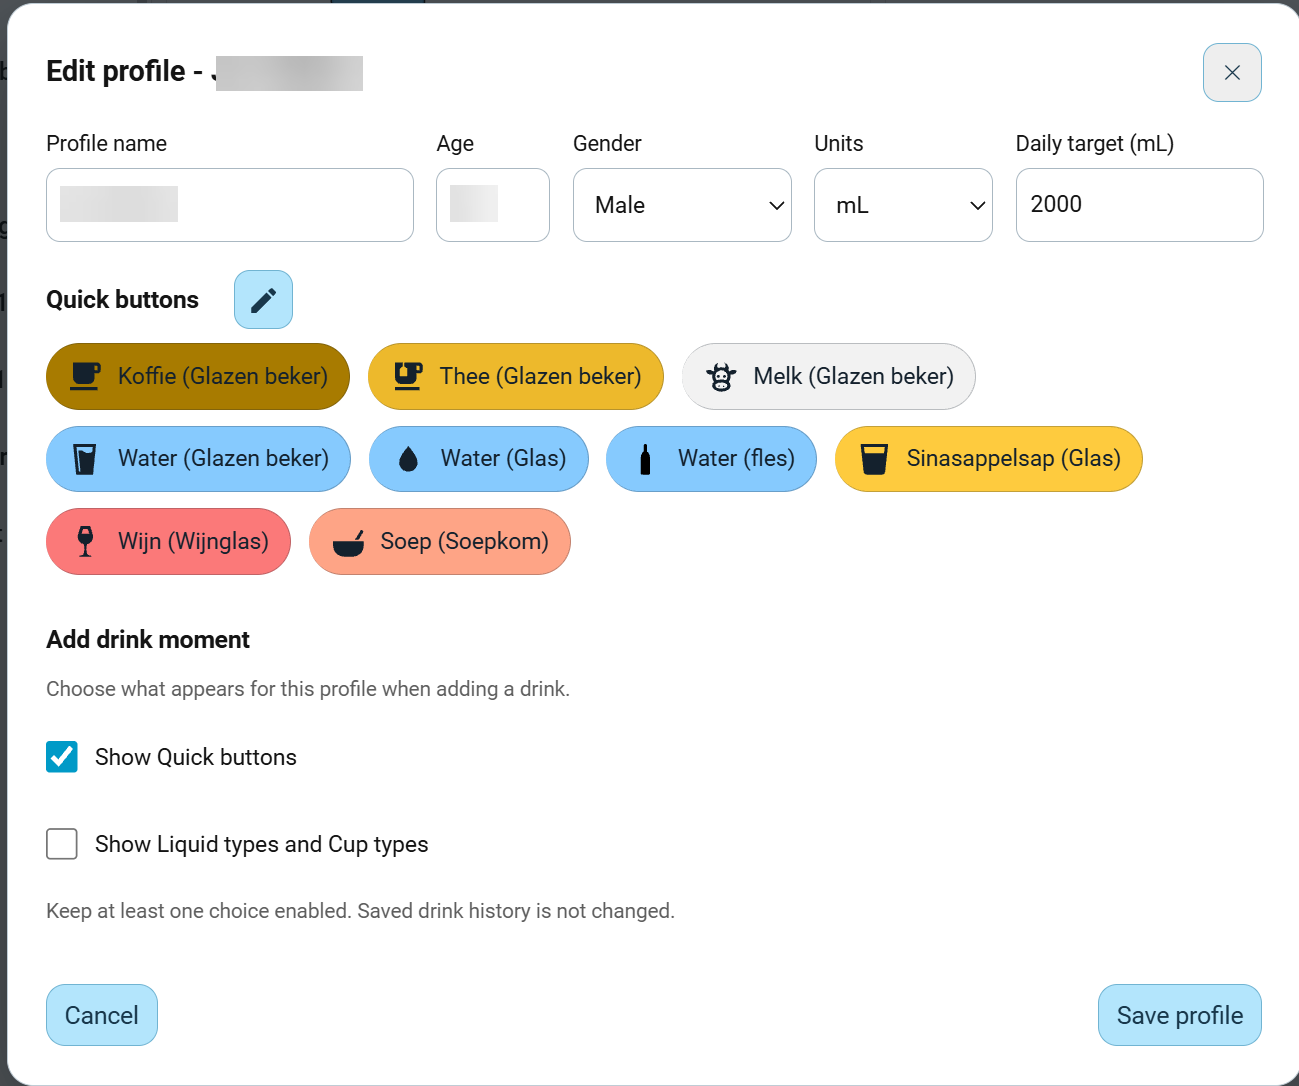 Edit profile -
Profile name
Age
Gender
Units
Daily target (mL)
Male
mL
2000
Quick buttons
Koffie (Glazen beker)
Thee (Glazen beker)
Melk (Glazen beker)
Water (Glazen beker)
Water (Glas)
Water (fles)
Sinasappelsap (Glas)
Wijn (Wijnglas)
Soep (Soepkom)
Add drink moment
Choose what appears for this profile when adding a drink.
Show Quick buttons
Show Liquid types and Cup types
Keep at least one choice enabled. Saved drink history is not changed.
Cancel
Save profile